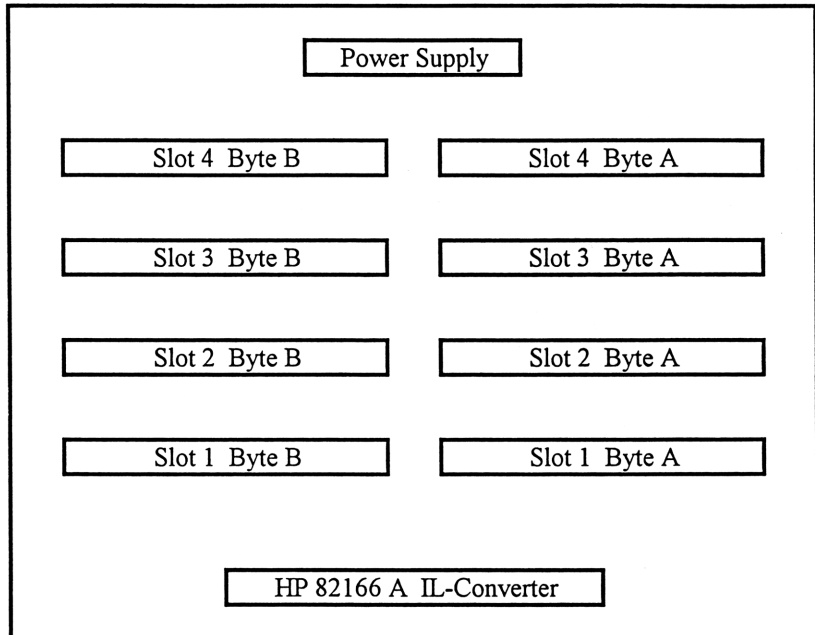 Power Supply
Slot 4 Byte B
Slot 4 Byte A
Slot 3 Byte B
Slot 3 Byte A
Slot 2 Byte B
Slot 2 Byte A
Slot 1 Byte B
Slot 1 Byte A
HP 82166 A IL-Converter